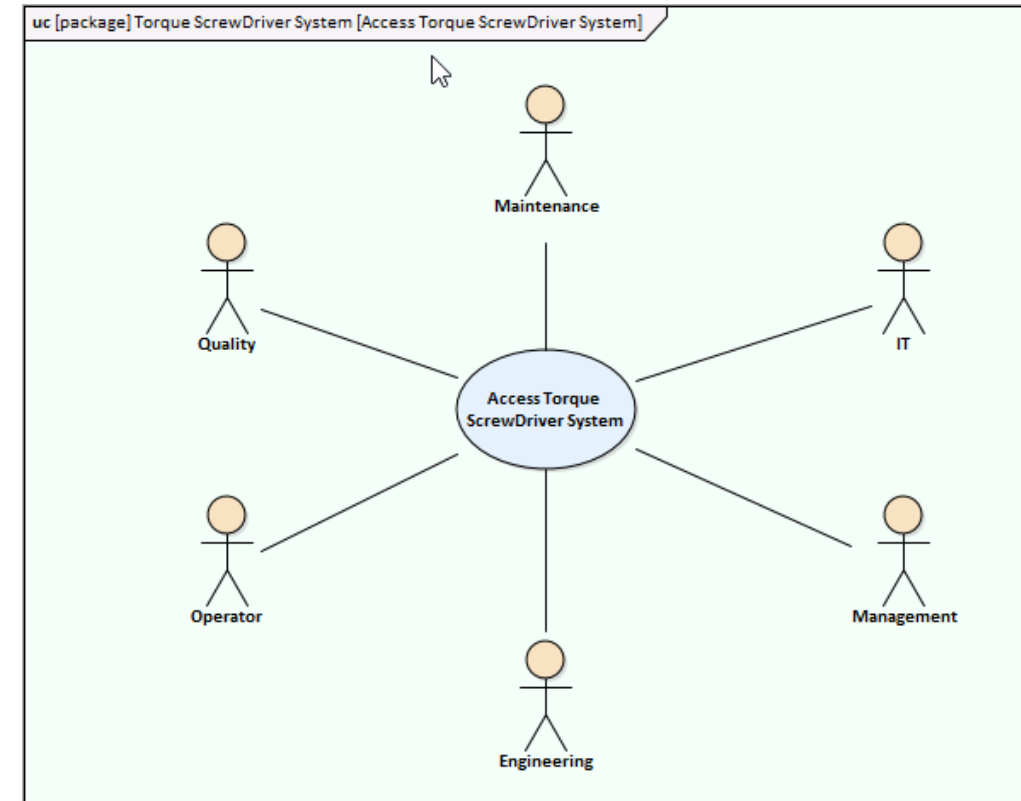 uc [package] Torque ScrewDriver System [Access Torque ScrewDriver System]
Maintenance
Quality
IT
Access Torque
ScrewDriver System
Operator
Management
Engineering